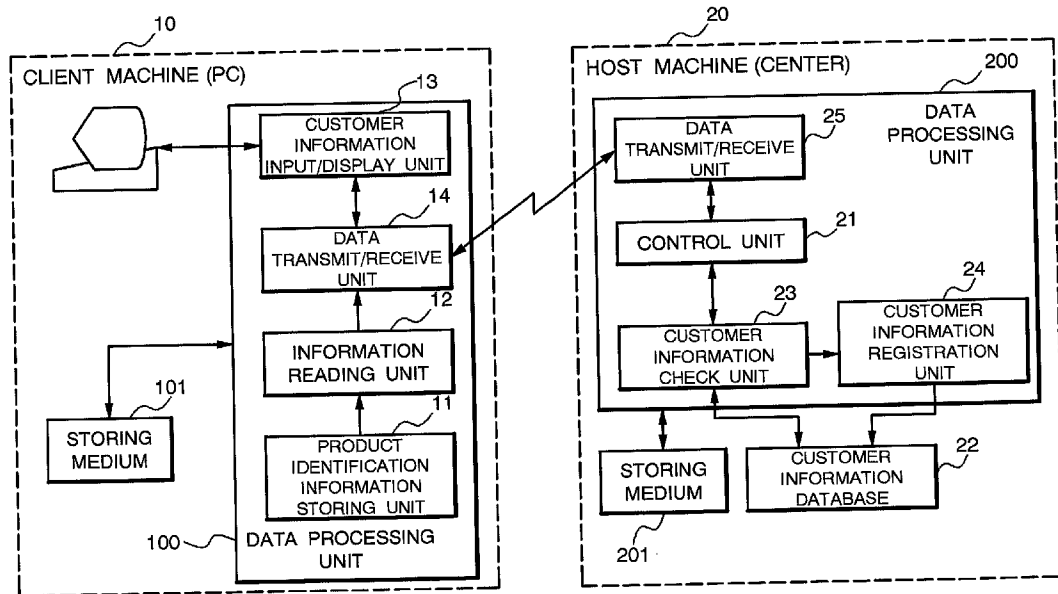 10
CLIENT MACHINE (PC)
13
CUSTOMER
INFORMATION
INPUT/DISPLAY UNIT
14
DATA
TRANSMIT/RECEIVE
UNIT
12
INFORMATION
READING UNIT
11
PRODUCT
IDENTIFICATION
INFORMATION
STORING UNIT
101
STORING
MEDIUM
100
DATA PROCESSING
UNIT
20
HOST MACHINE (CENTER)
200
DATA
PROCESSING
UNIT
25
DATA
TRANSMIT/RECEIVE
UNIT
21
CONTROL UNIT
23
CUSTOMER
INFORMATION
CHECK UNIT
24
CUSTOMER
INFORMATION
REGISTRATION
UNIT
STORING
MEDIUM
201
CUSTOMER
INFORMATION
DATABASE
22